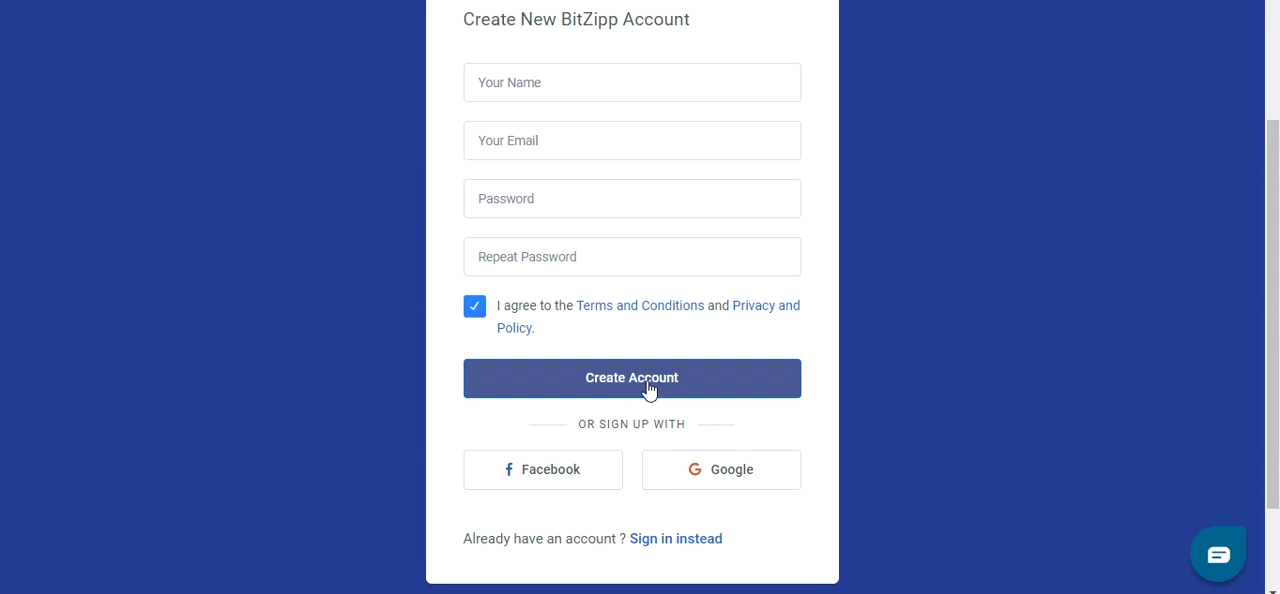 Create New BitZipp Account
Your Name
Your Email
Password
Repeat Password
I agree to the Terms and Conditions and Privacy and
Policy.
Create Account
OR SIGN UP WITH
Facebook
Google
Already have an account ? Sign in instead